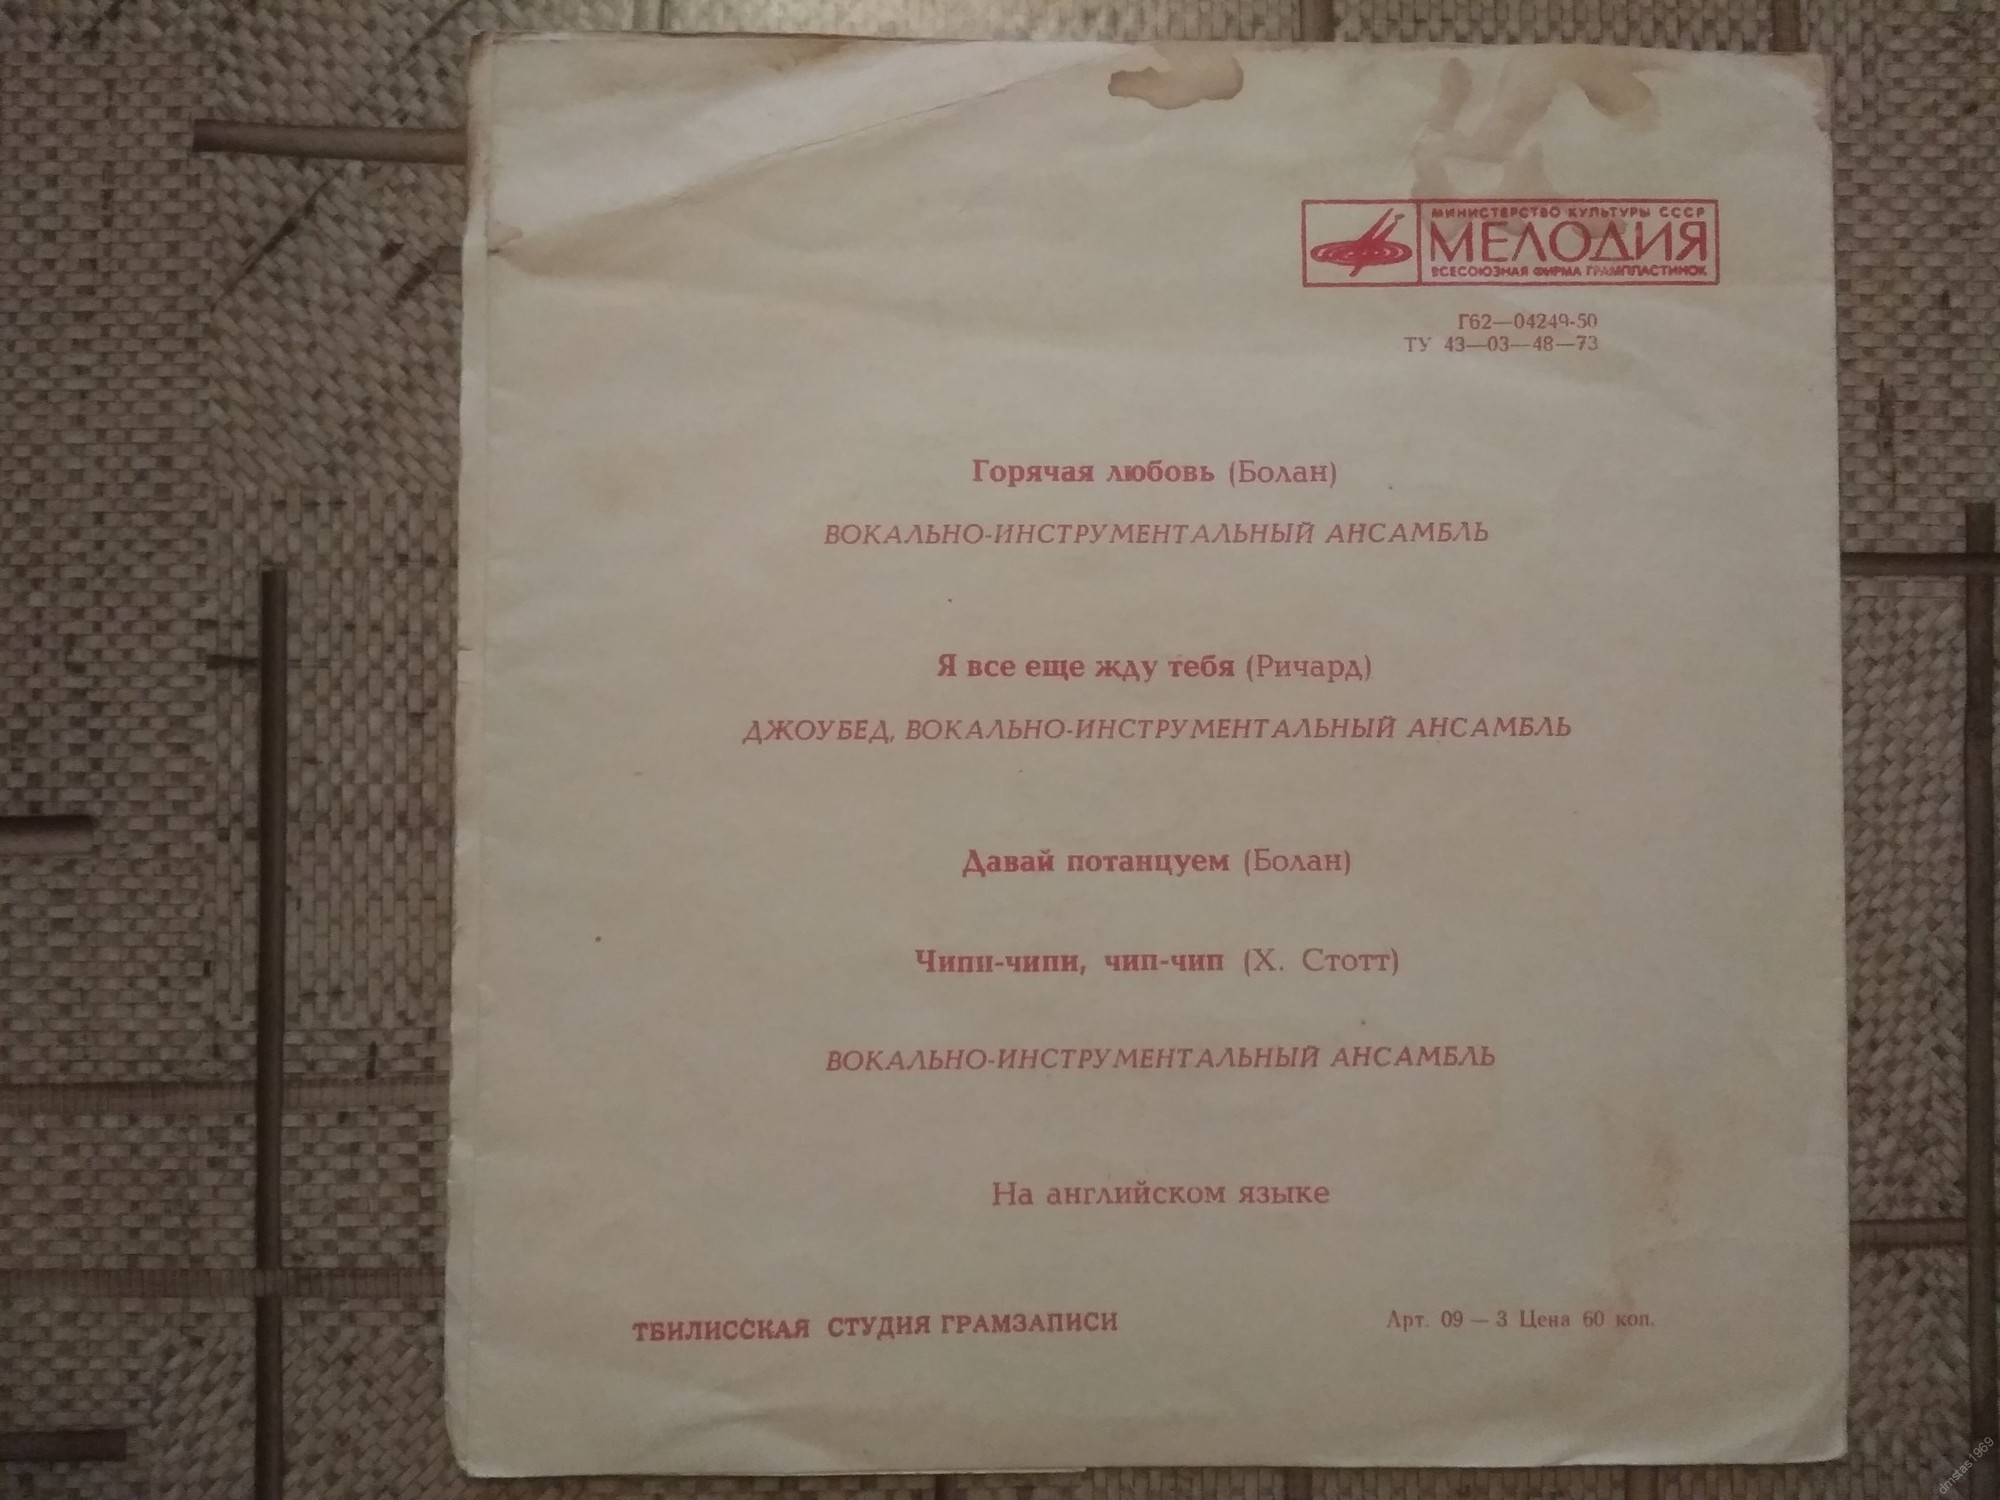 МИНИСТЕРСТВО КУЛЬТУРЫ СССР
МЕЛОДИЯ
ВСЕСОЮЗНАЯ ФИРМА ГРАМПЛАСТИНОК
Г62—04249-50
ТУ 43—03—48—73
Горячая любовь (Болан)
ВОКАЛЬНО-ИНСТРУМЕНТАЛЬНЫЙ АНСАМБЛЬ
Я все еще жду тебя (Ричард)
ДЖОУБЕД, ВОКАЛЬНО-ИНСТРУМЕНТАЛЬНЫЙ АНСАМБЛЬ
Давай потанцуем (Болан)
Чипи-чипи, чип-чип (Х. Стотт)
ВОКАЛЬНО-ИНСТРУМЕНТАЛЬНЫЙ АНСАМБЛЬ
На английском языке
ТБИЛИССКАЯ СТУДИЯ ГРАМЗАПИСИ
Арт. 09 — 3 Цена 60 коп.
dmstas1969